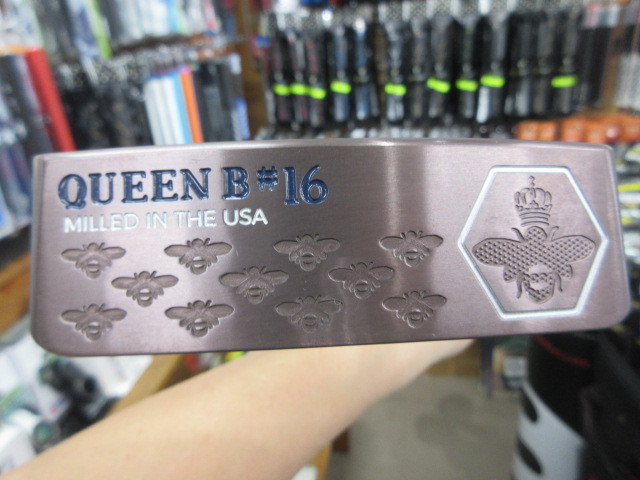 QUEEN B #16
MILLED IN THE USA